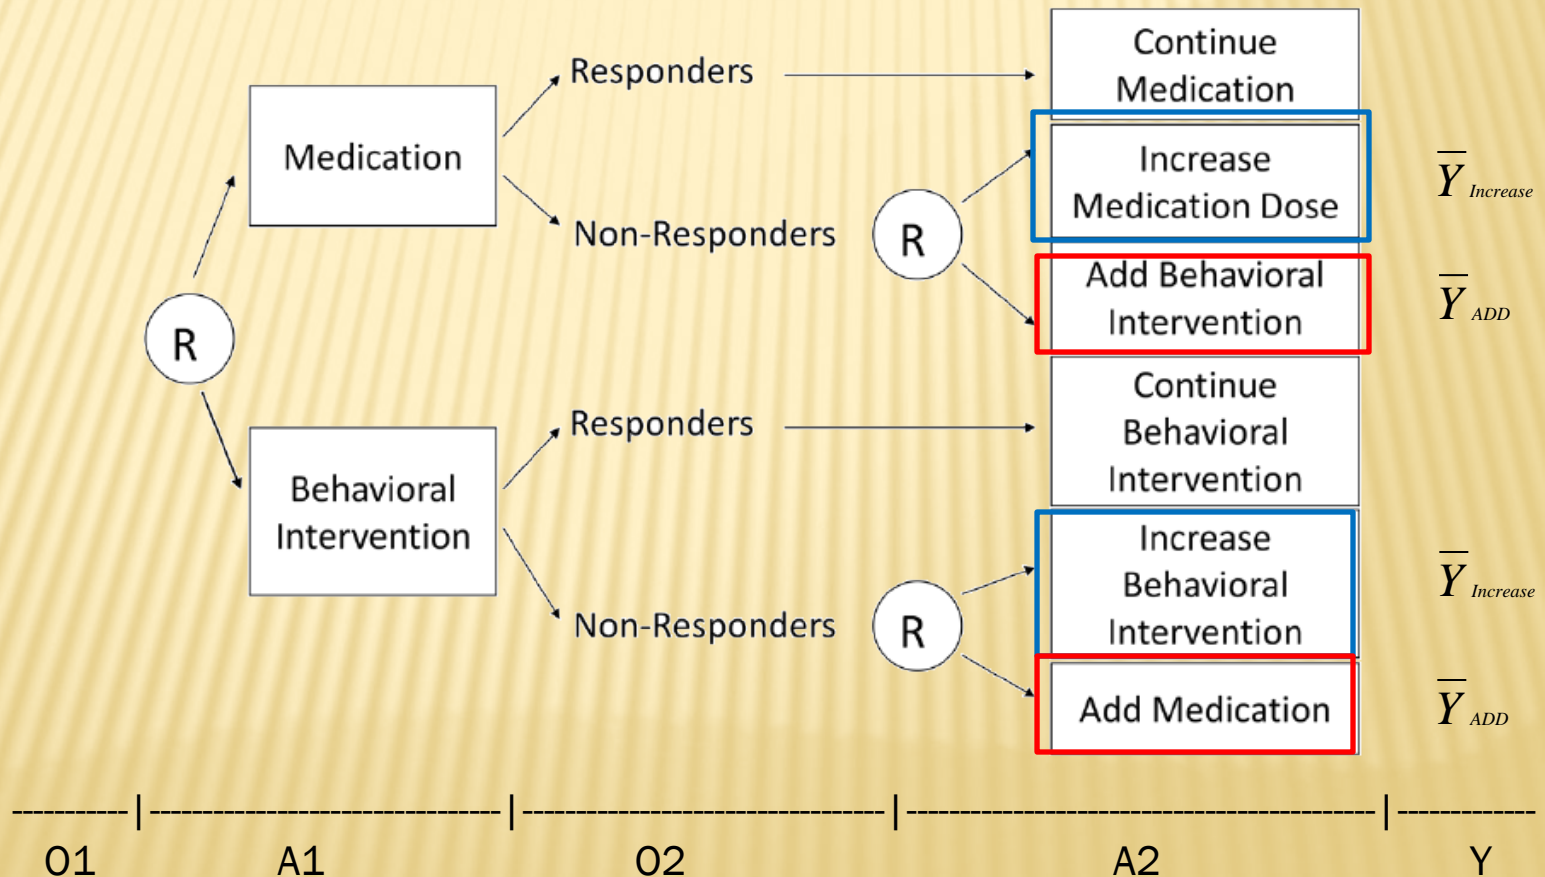 Continue
Medication
Responders
Medication
Increase
Medication Dose
Y̅ Increase
Non-Responders
R
Add Behavioral
Intervention
Y̅ ADD
R
Continue
Behavioral
Intervention
Responders
Behavioral
Intervention
Increase
Behavioral
Intervention
Y̅ Increase
Non-Responders
R
Add Medication
Y̅ ADD
-----------|----------------------------------|----------------------------------|--------------------------------------------|-------------
O1 A1 O2 A2 Y